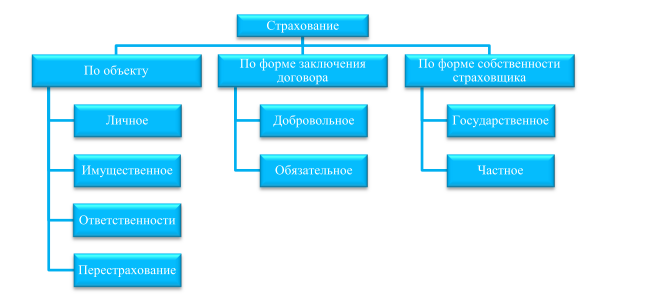 Страхование
По объекту
По форме заключения
договора
По форме собственности
страховщика
Личное
Добровольное
Государственное
Имущественное
Обязательное
Частное
Ответственности
Перестрахование